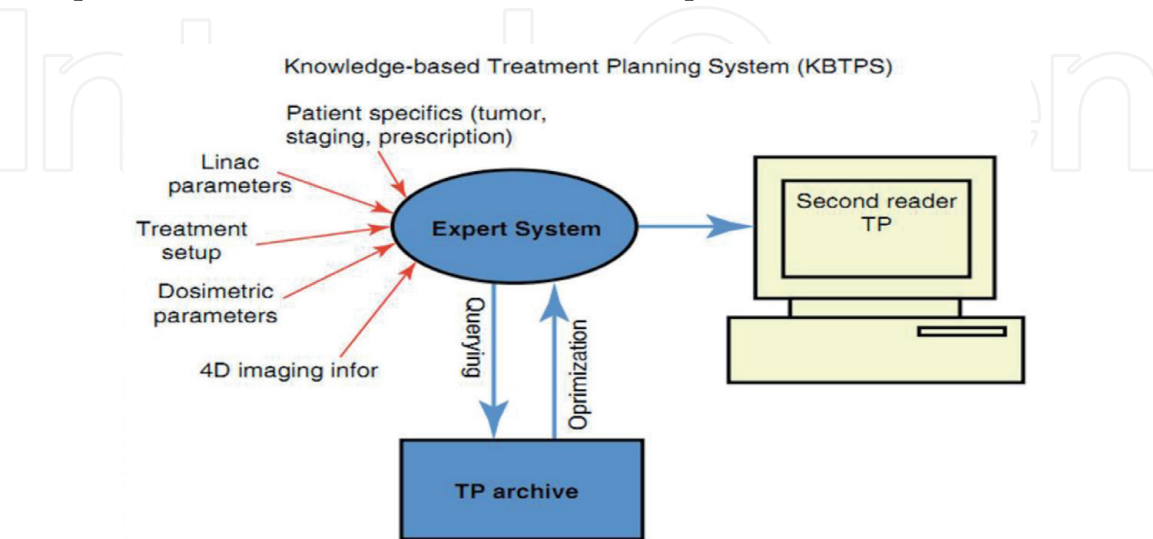 Knowledge-based Treatment Planning System (KBTPS)
Patient specifics (tumor,
staging, prescription)
Linac
parameters
Treatment
setup
Dosimetric
parameters
4D imaging infor
Expert System
Querying
Oprimization
TP archive
Second reader
TP